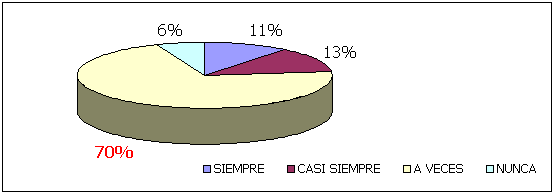 6% 11%
13%
70%
SIEMPRE CASI SIEMPRE A VECES NUNCA